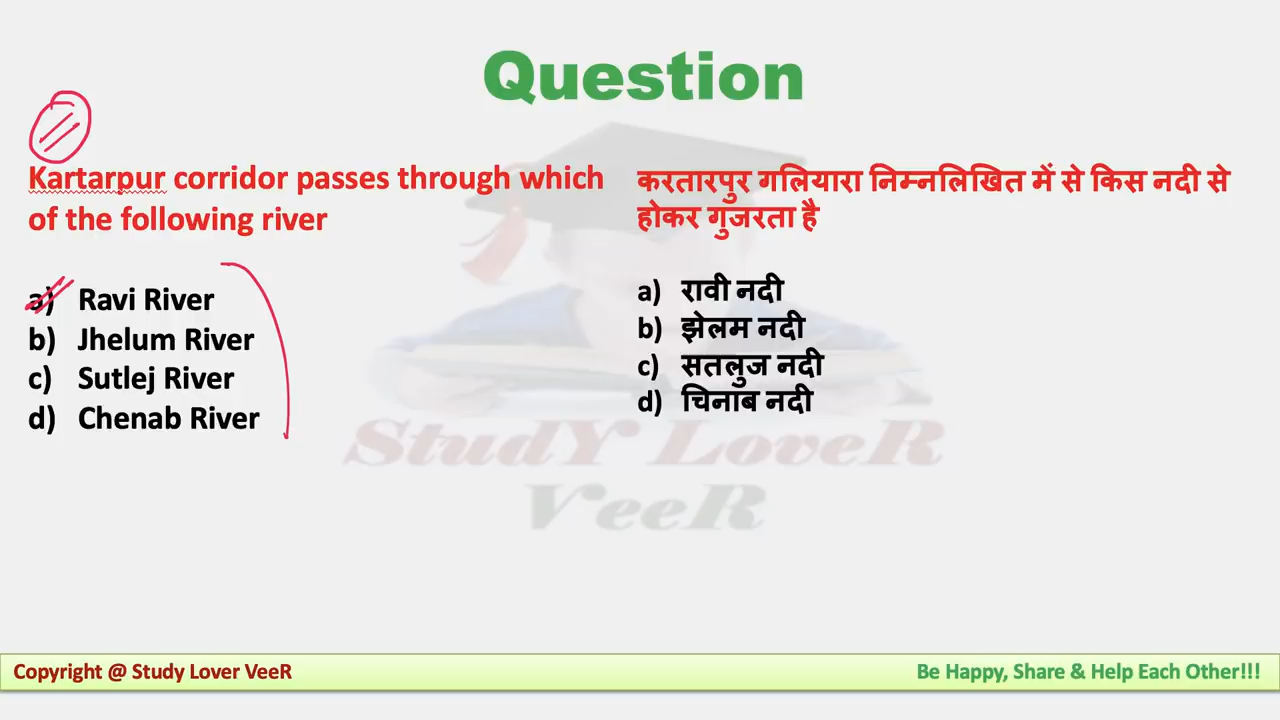 Question
Kartarpur corridor passes through which
of the following river
a) Ravi River
b) Jhelum River
c) Sutlej River
d) Chenab River
करतारपुर गलियारा निम्नलिखित में से किस नदी से
होकर गुजरता है
a) रावी नदी
b) झेलम नदी
c) सतलुज नदी
d) चिनाब नदी
StudY LoveR
VeeR
Copyright @ Study Lover VeeR
Be Happy, Share & Help Each Other!!!